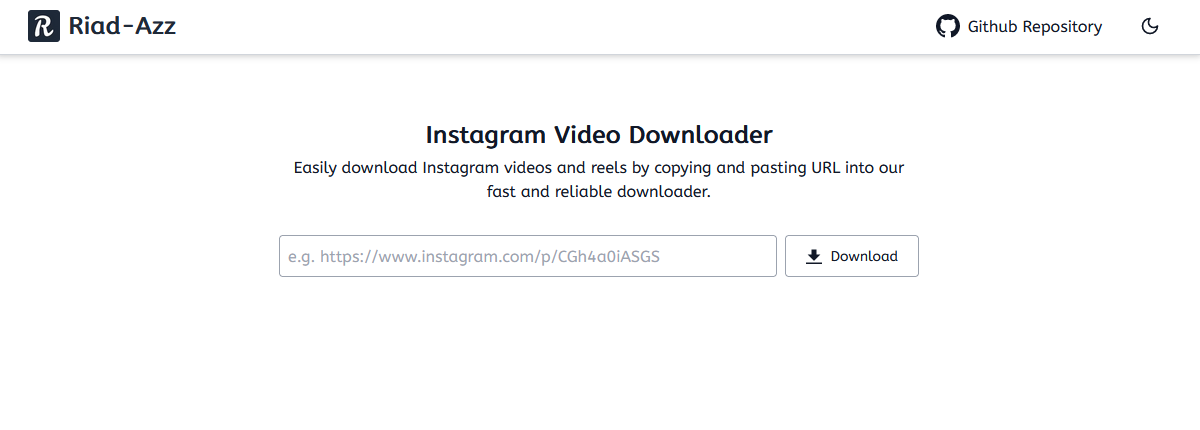 R Riad-Azz
Github Repository
Instagram Video Downloader
Easily download Instagram videos and reels by copying and pasting URL into our
fast and reliable downloader.
e.g. https://www.instagram.com/p/CGh4a0iASGS
Download